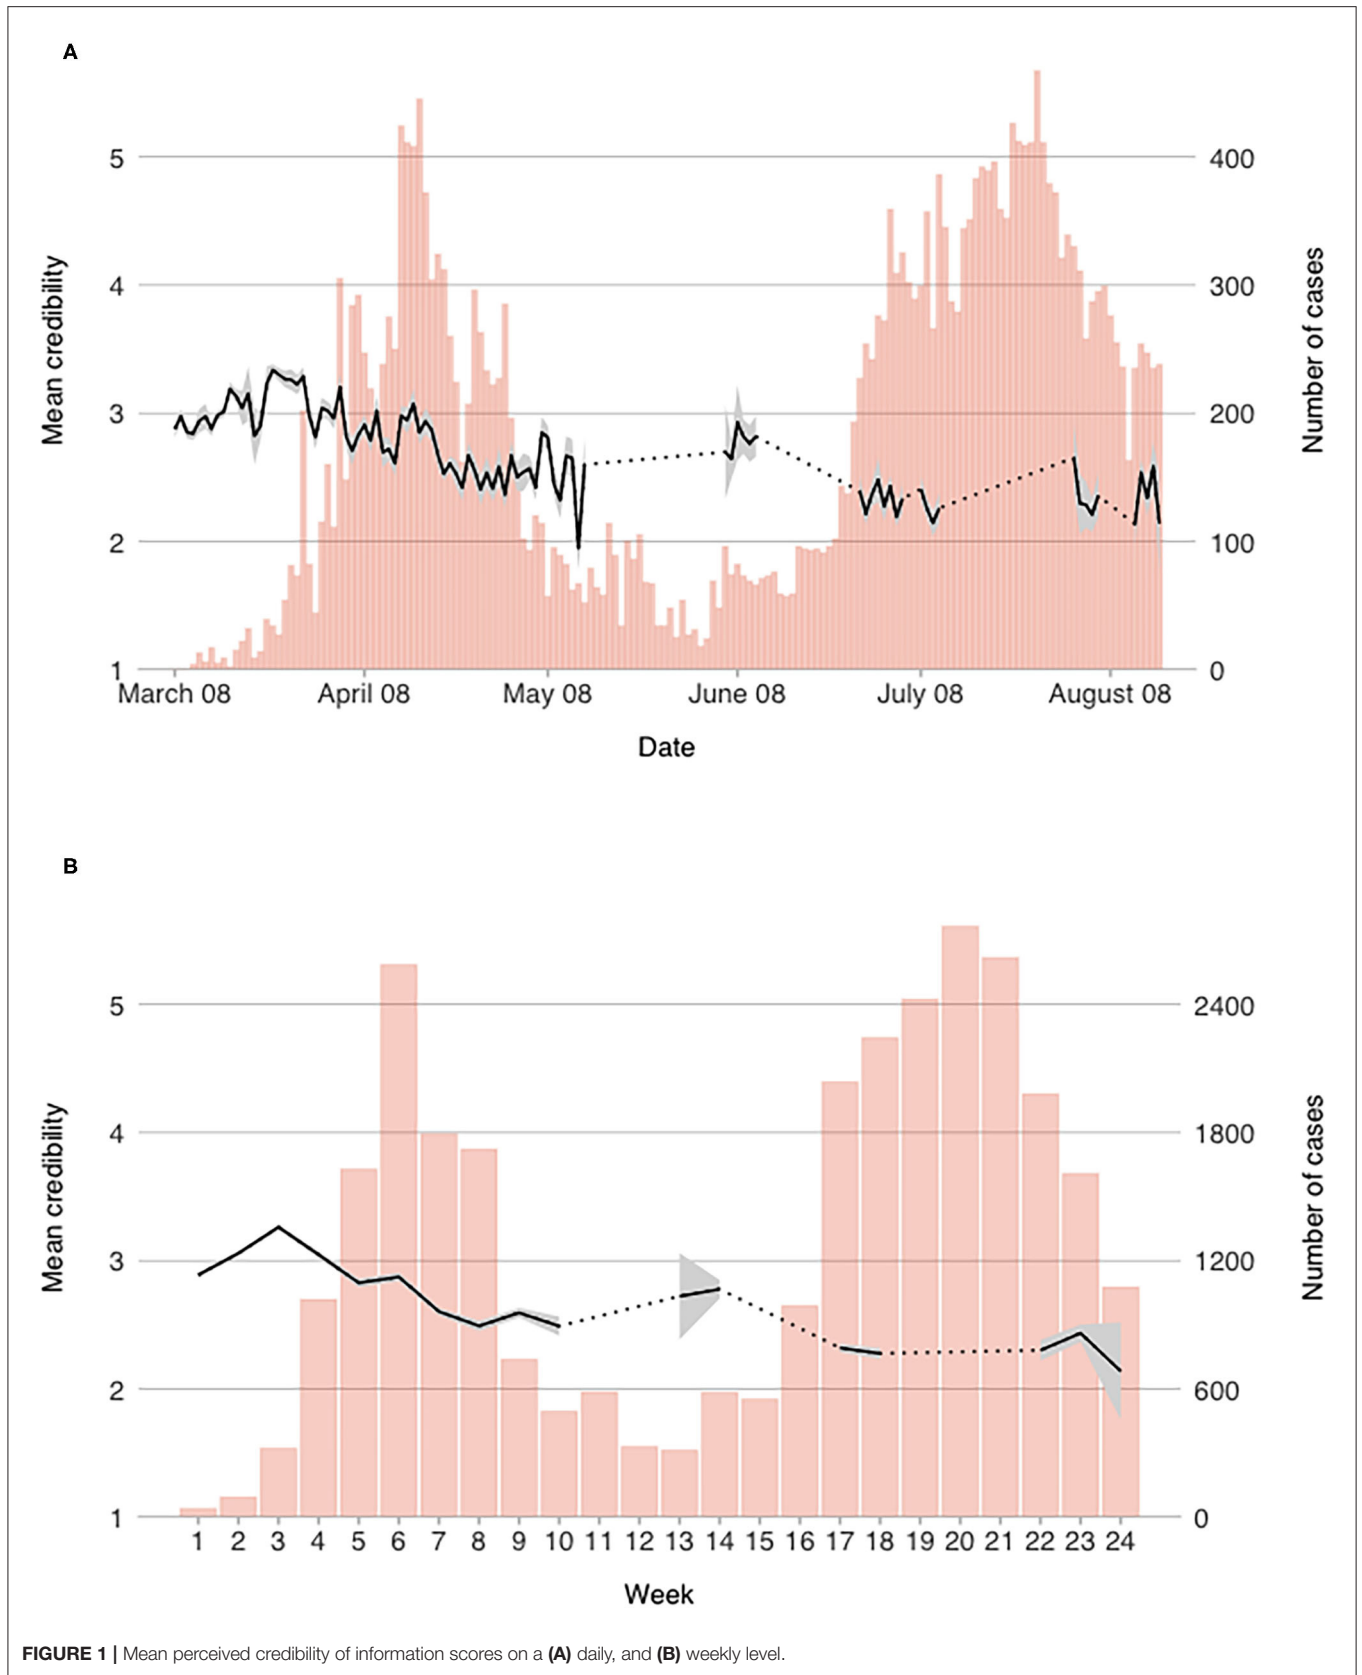 A
5
4
3
2
1
400
300
200
100
0
Mean credibility
Number of cases
March 08 April 08 May 08 June 08 July 08 August 08
Date
B
5
4
3
2
1
2400
1800
1200
600
0
Mean credibility
Number of cases
1 2 3 4 5 6 7 8 9 10 11 12 13 14 15 16 17 18 19 20 21 22 23 24
Week
FIGURE 1 | Mean perceived credibility of information scores on a (A) daily, and (B) weekly level.